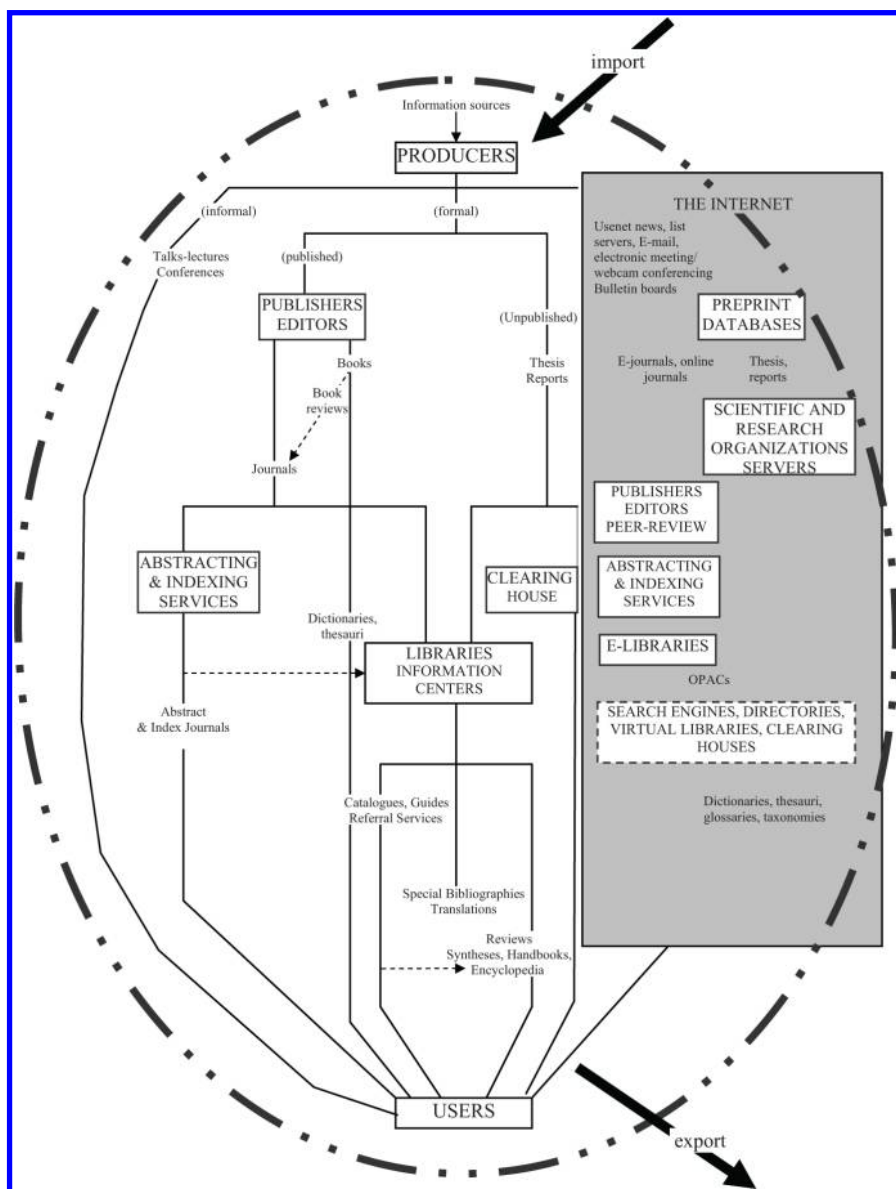 import
Information sources
PRODUCERS
THE INTERNET
(informal)
(formal)
Usenet news, list
servers, E-mail,
electronic meeting/
webcam conferencing
Bulletin boards
Talks-lectures
Conferences
(published)
PUBLISHERS
EDITORS
(Unpublished)
PREPRINT
DATABASES
Books
Thesis
Reports
E-journals, online
journals
Thesis,
reports
Book
reviews
SCIENTIFIC AND
RESEARCH
ORGANIZATIONS
SERVERS
Journals
PUBLISHERS
EDITORS
PEER-REVIEW
ABSTRACTING
& INDEXING
SERVICES
CLEARING
HOUSE
ABSTRACTING
& INDEXING
SERVICES
Dictionaries,
thesauri
LIBRARIES
INFORMATION
CENTERS
E-LIBRARIES
OPACs
Abstract
& Index Journals
SEARCH ENGINES, DIRECTORIES,
VIRTUAL LIBRARIES, CLEARING
HOUSES
Catalogues, Guides
Referral Services
Dictionaries, thesauri,
glossaries, taxonomies
Special Bibliographies
Translations
Reviews
Syntheses, Handbooks,
Encyclopedia
USERS
export